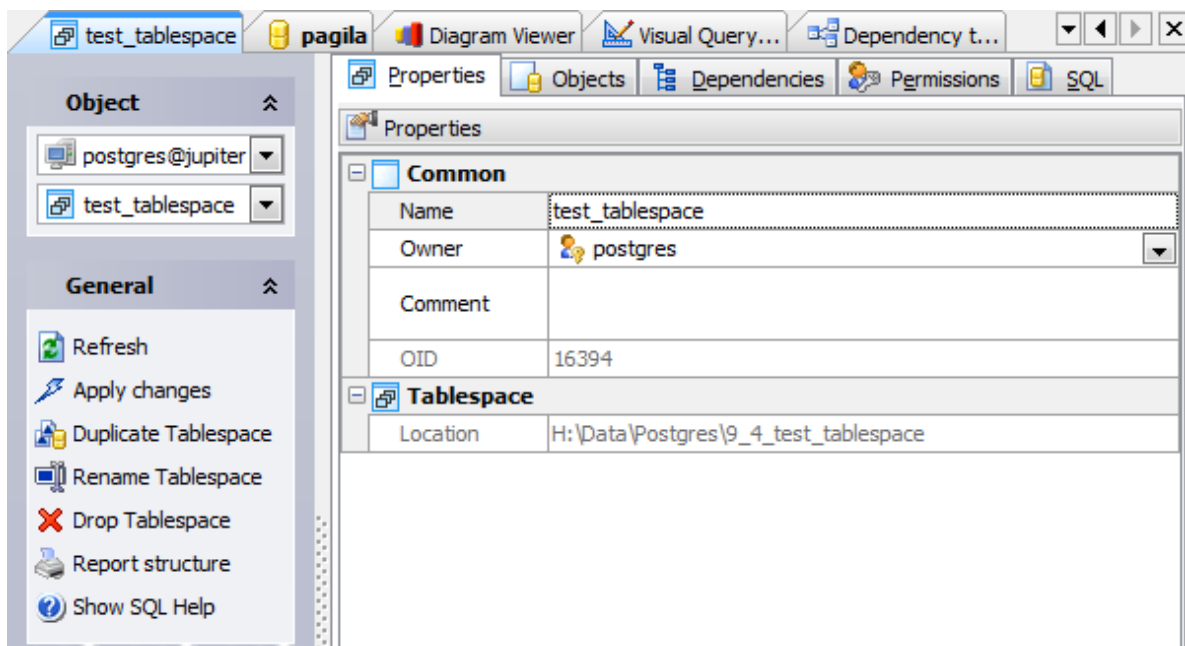 test_tablespace pagila Diagram Viewer Visual Query... Dependency t...
Object
postgres@jupiter
test_tablespace
General
Refresh
Apply changes
Duplicate Tablespace
Rename Tablespace
Drop Tablespace
Report structure
Show SQL Help
Properties Objects Dependencies Permissions SQL
Properties
Common
Name test_tablespace
Owner postgres
Comment
OID 16394
Tablespace
Location H:\Data\Postgres\9_4_test_tablespace